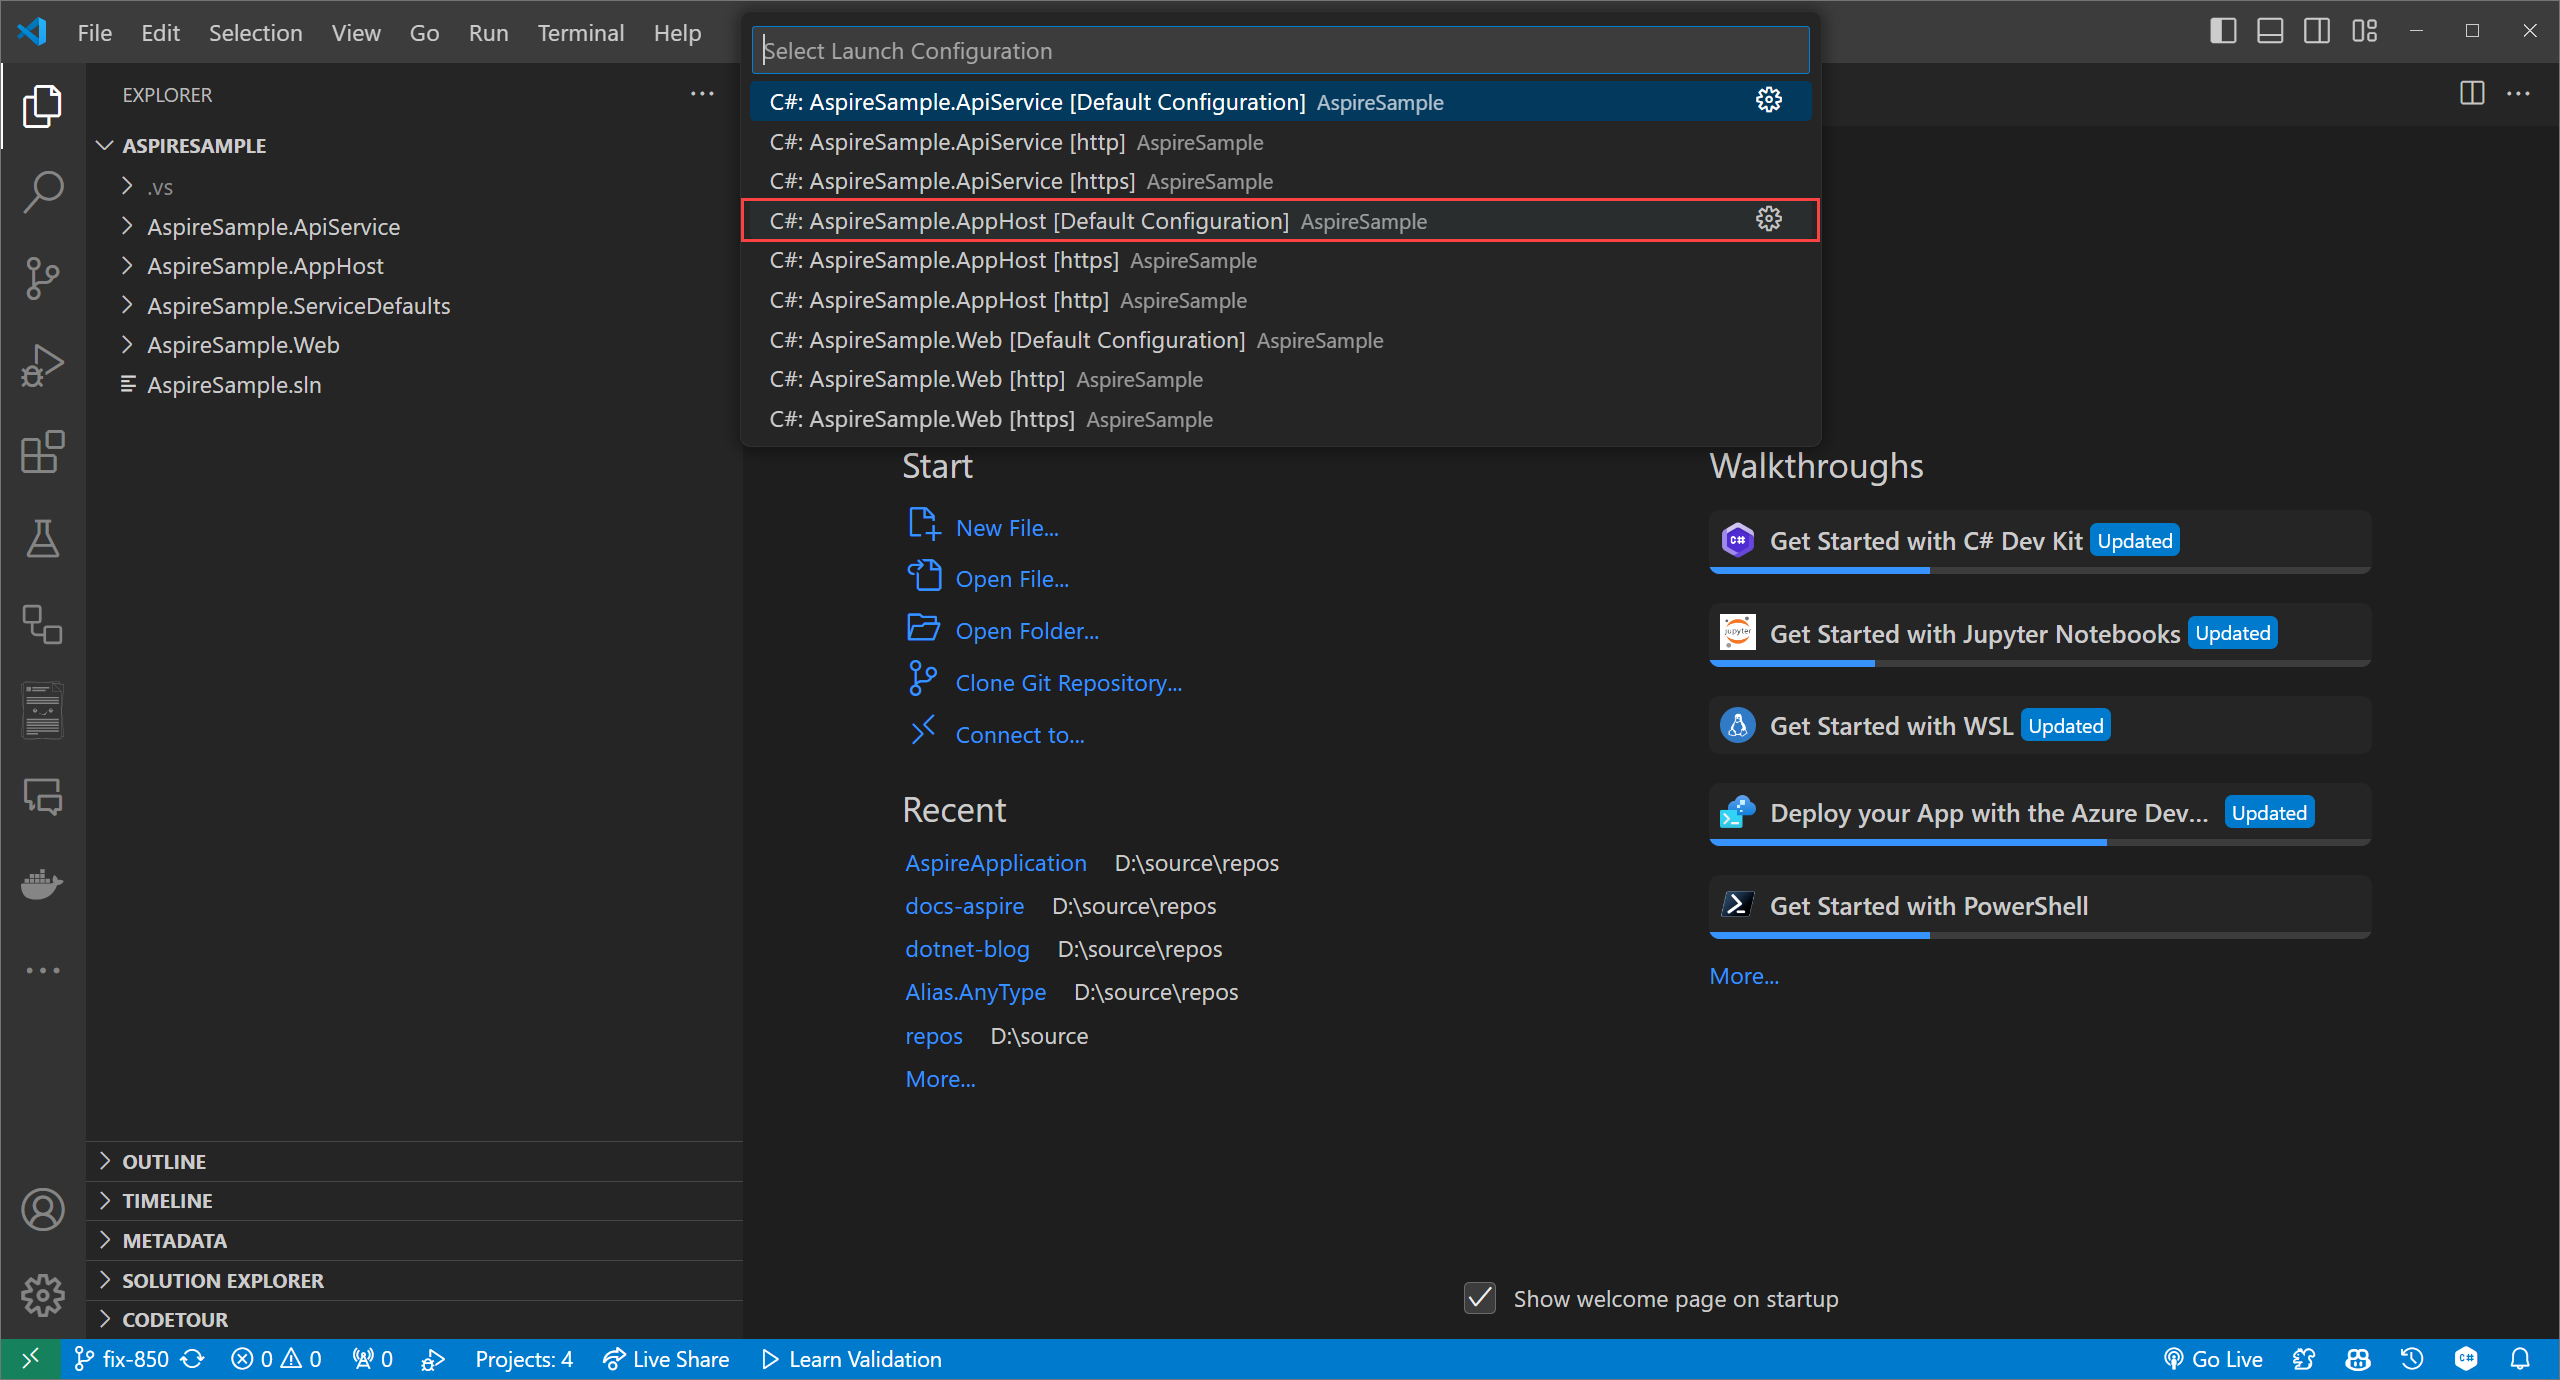 File Edit Selection View Go Run Terminal Help
Select Launch Configuration
C#: AspireSample.ApiService [Default Configuration] AspireSample
C#: AspireSample.ApiService [http] AspireSample
C#: AspireSample.ApiService [https] AspireSample
C#: AspireSample.AppHost [Default Configuration] AspireSample
C#: AspireSample.AppHost [https] AspireSample
C#: AspireSample.AppHost [http] AspireSample
C#: AspireSample.Web [Default Configuration] AspireSample
C#: AspireSample.Web [http] AspireSample
C#: AspireSample.Web [https] AspireSample
EXPLORER
ASPIRESAMPLE
.vs
AspireSample.ApiService
AspireSample.AppHost
AspireSample.ServiceDefaults
AspireSample.Web
AspireSample.sln
OUTLINE
TIMELINE
METADATA
SOLUTION EXPLORER
CODETOUR
Start
New File...
Open File...
Open Folder...
Clone Git Repository...
Connect to...
Recent
AspireApplication D:\source\repos
docs-aspire D:\source\repos
dotnet-blog D:\source\repos
Alias.AnyType D:\source\repos
repos D:\source
More...
Walkthroughs
C# Get Started with C# Dev Kit Updated
jupyter Get Started with Jupyter Notebooks Updated
Get Started with WSL Updated
Deploy your App with the Azure Dev... Updated
Get Started with PowerShell
More...
Show welcome page on startup
fix-850 0 0 0 Projects: 4 Live Share Learn Validation Go Live C#